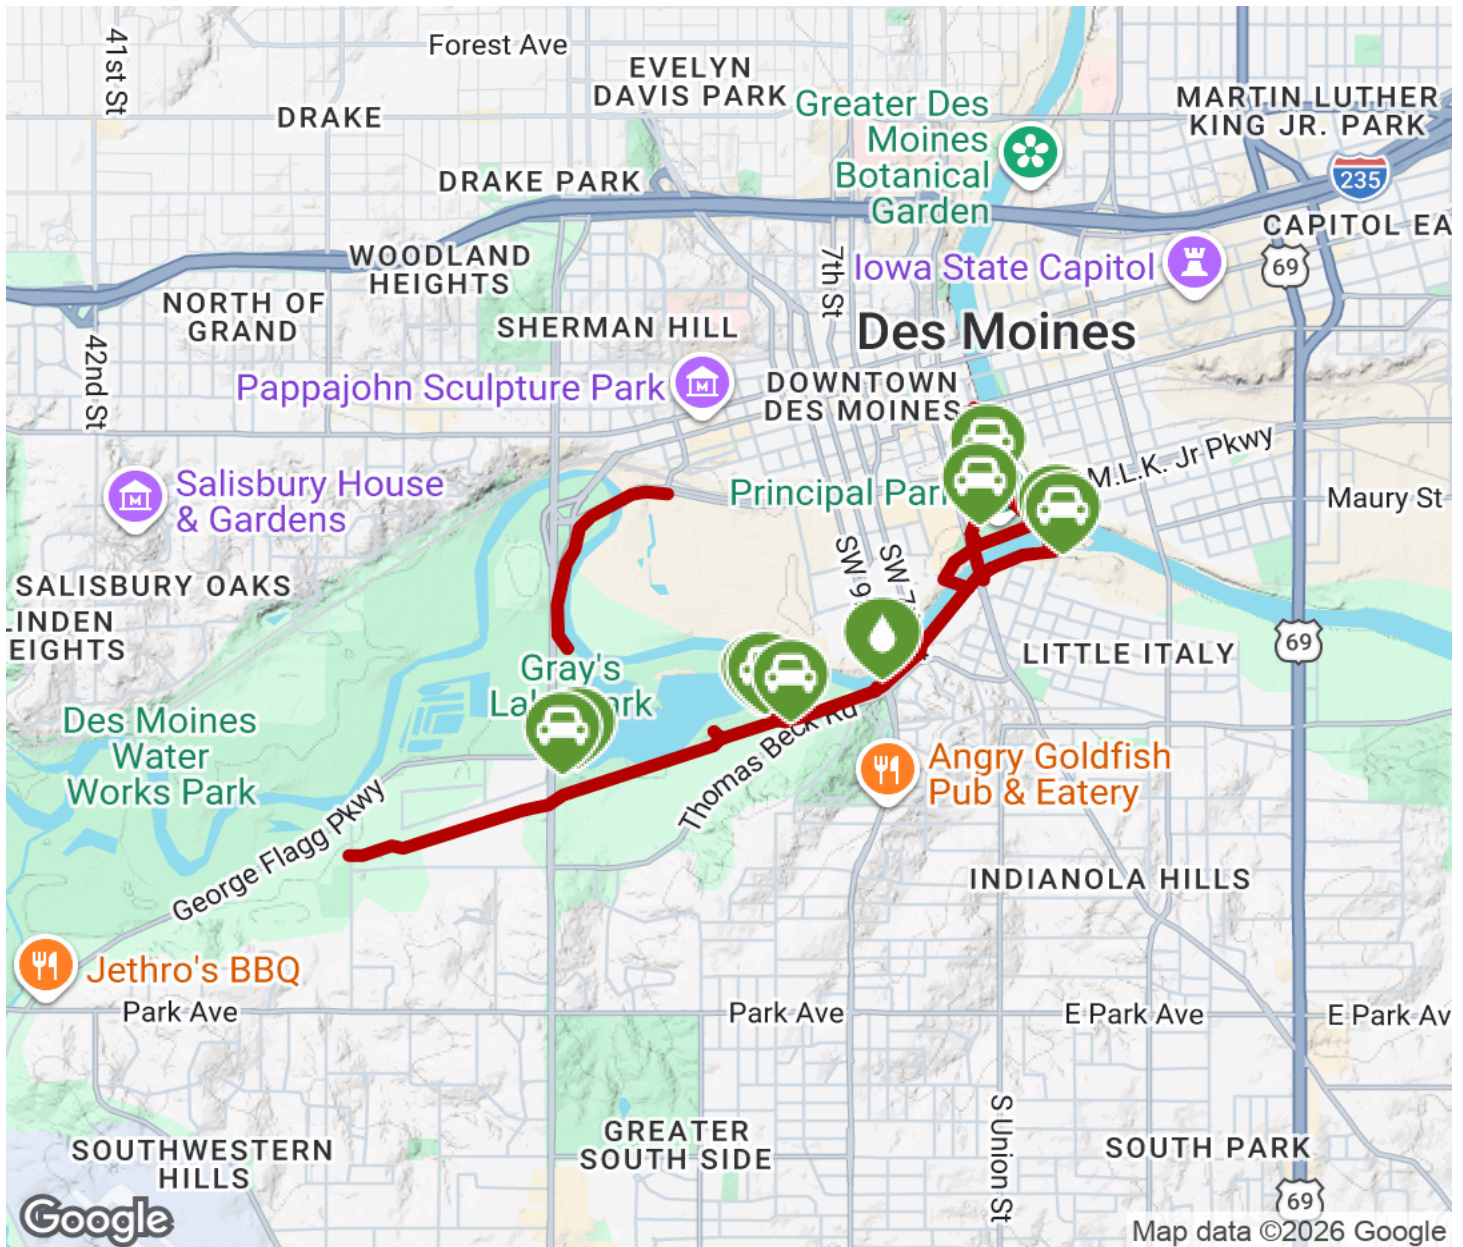 41st St
Forest Ave
EVELYN
DAVIS PARK
DRAKE
Greater Des
Moines
Botanical
Garden
MARTIN LUTHER
KING JR. PARK
235
DRAKE PARK
CAPITOL EA
WOODLAND
HEIGHTS
7th St
Iowa State Capitol
69
NORTH OF
GRAND
SHERMAN HILL
Des Moines
42nd St
Pappajohn Sculpture Park
DOWNTOWN
DES MOINES
M.L.K. Jr Pkwy
Salisbury House
& Gardens
Principal Par
Maury St
SW 9
SW 7
SALISBURY OAKS
LINDEN
EIGHTS
69
LITTLE ITALY
Gray's
La rk
Des Moines
Water
Works Park
Thomas Beck Rd
Angry Goldfish
Pub & Eatery
George Flagg Pkwy
INDIANOLA HILLS
Jethro's BBQ
Park Ave
Park Ave
E Park Ave
E Park Av
S Union St
GREATER
SOUTH SIDE
SOUTHWESTERN
HILLS
SOUTH PARK
69
Google
Map data ©2026 Google